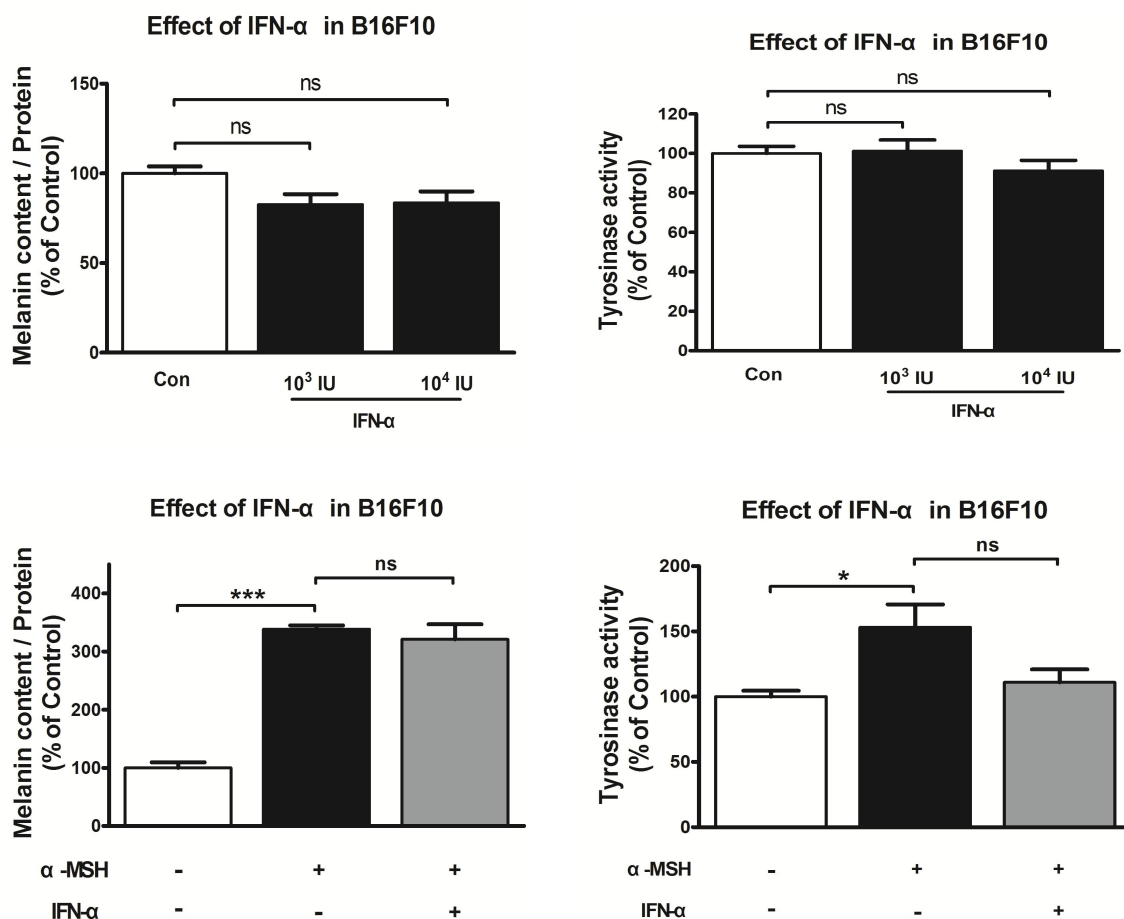 Effect of IFN-α in B16F10
Melanin content / Protein
(% of Control)
150
100
50
0
ns
ns
Con
10³ IU
10⁴ IU
IFN-α
Effect of IFN-α in B16F10
Tyrosinase activity
(% of Control)
120
100
80
60
40
20
0
ns
ns
Con
10³ IU
10⁴ IU
IFN-α
Effect of IFN-α in B16F10
Melanin content / Protein
(% of Control)
400
300
200
100
0
***
ns
α -MSH - + +
IFN-α - - +
Effect of IFN-α in B16F10
Tyrosinase activity
(% of Control)
200
150
100
50
0
*
ns
α -MSH - + +
IFN-α - - +